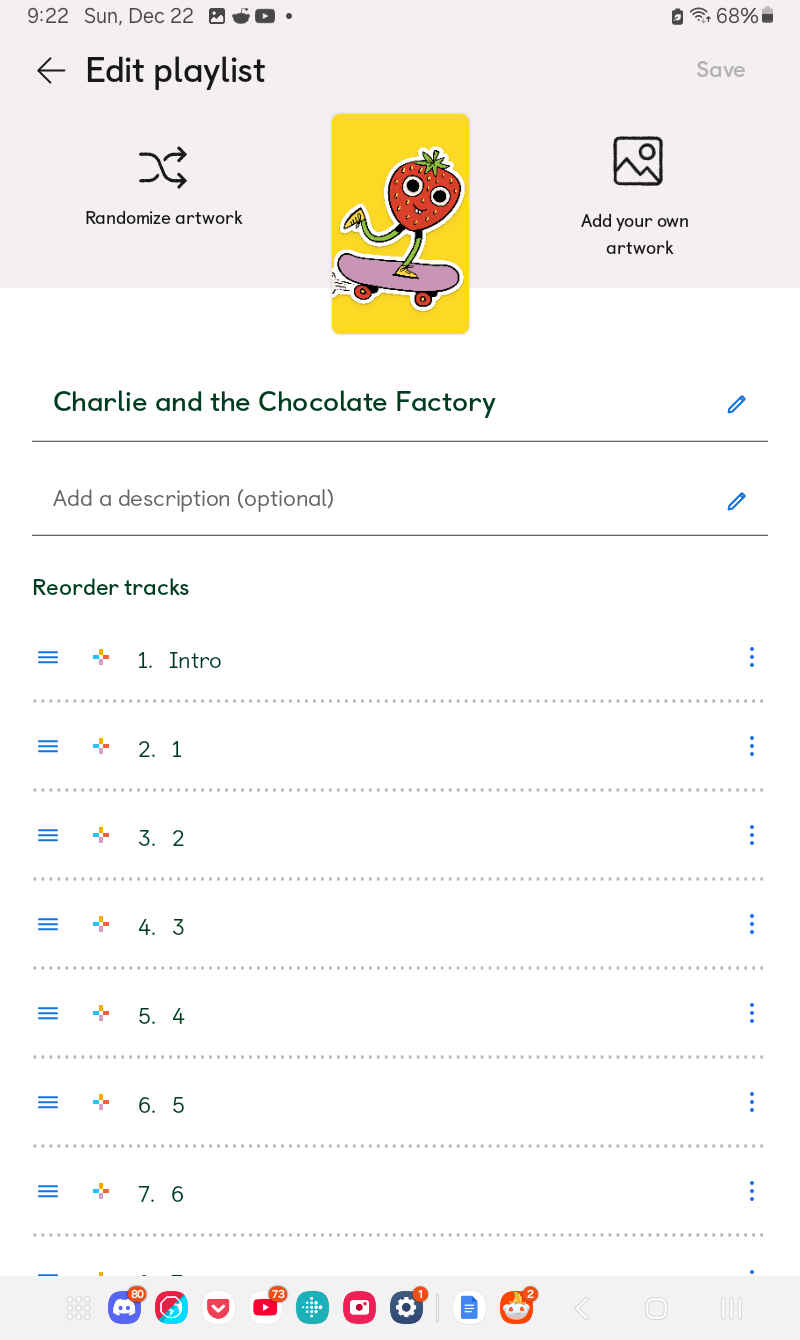 9:22 Sun, Dec 22 68%
Edit playlist
Save
Randomize artwork
Add your own
artwork
Charlie and the Chocolate Factory
Add a description (optional)
Reorder tracks
1. Intro
2. 1
3. 2
4. 3
5. 4
6. 5
7. 6
80 73 1 2